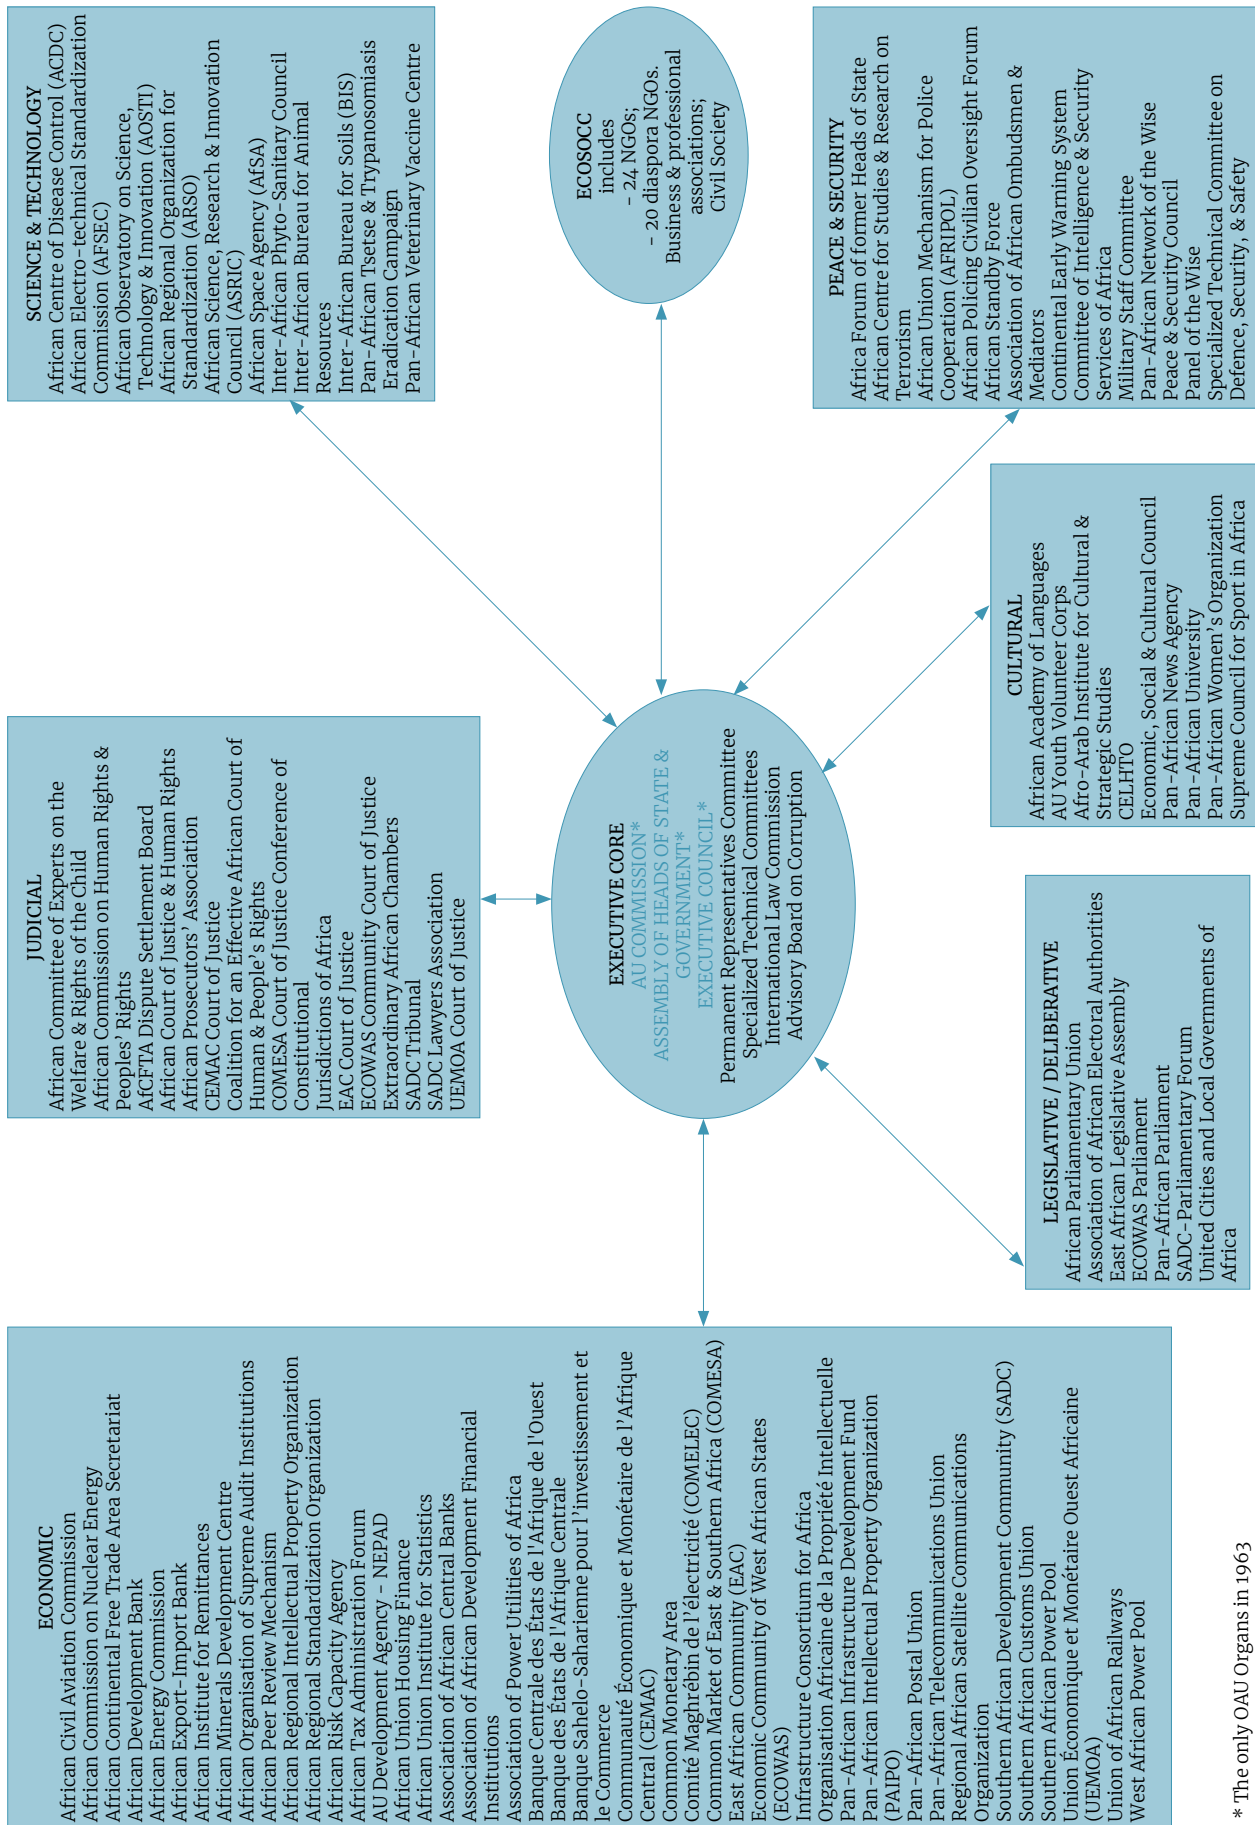 ECONOMIC
African Civil Aviation Commission
African Commission on Nuclear Energy
African Continental Free Trade Area Secretariat
African Development Bank
African Energy Commission
African Export-Import Bank
African Institute for Remittances
African Minerals Development Centre
African Organisation of Supreme Audit Institutions
African Peer Review Mechanism
African Regional Intellectual Property Organization
African Regional Standardization Organization
African Risk Capacity Agency
African Tax Administration Forum
AU Development Agency – NEPAD
African Union Housing Finance
African Union Institute for Statistics
Association of African Central Banks
Association of African Development Financial
Institutions
Association of Power Utilities of Africa
Banque Centrale des États de l'Afrique de l'Ouest
Banque des États de l'Afrique Centrale
Banque Sahelo-Saharienne pour l'investissement et
le Commerce
Communauté Économique et Monétaire de l'Afrique
Central (CEMAC)
Common Monetary Area
Comité Maghrébin de l'électricité (COMELEC)
Common Market of East & Southern Africa (COMESA)
East African Community (EAC)
Economic Community of West African States
(ECOWAS)
Infrastructure Consortium for Africa
Organisation Africaine de la Propriété Intellectuelle
Pan-African Infrastructure Development Fund
Pan-African Intellectual Property Organization
(PAIPO)
Pan-African Postal Union
Pan-African Telecommunications Union
Regional African Satellite Communications
Organization
Southern African Development Community (SADC)
Southern African Customs Union
Southern African Power Pool
Union Économique et Monétaire Ouest Africaine
(UEMOA)
Union of African Railways
West African Power Pool
JUDICIAL
African Committee of Experts on the
Welfare & Rights of the Child
African Commission on Human Rights &
Peoples' Rights
AfCFTA Dispute Settlement Board
African Court of Justice & Human Rights
African Prosecutors' Association
CEMAC Court of Justice
Coalition for an Effective African Court of
Human & People's Rights
COMESA Court of Justice Conference of
Constitutional
Jurisdictions of Africa
EAC Court of Justice
ECOWAS Community Court of Justice
Extraordinary African Chambers
SADC Tribunal
SADC Lawyers Association
UEMOA Court of Justice
SCIENCE & TECHNOLOGY
African Centre of Disease Control (ACDC)
African Electro-technical Standardization
Commission (AFSEC)
African Observatory on Science,
Technology & Innovation (AOSTI)
African Regional Organization for
Standardization (ARSO)
African Science, Research & Innovation
Council (ASRIC)
African Space Agency (AfSA)
Inter-African Phyto-Sanitary Council
Inter-African Bureau for Animal
Resources
Inter-African Bureau for Soils (BIS)
Pan-African Tsetse & Trypanosomiasis
Eradication Campaign
Pan-African Veterinary Vaccine Centre
EXECUTIVE CORE
AU COMMISSION*
ASSEMBLY OF HEADS OF STATE &
GOVERNMENT*
EXECUTIVE COUNCIL*
Permanent Representatives Committee
Specialized Technical Committees
International Law Commission
Advisory Board on Corruption
ECOSOCC
includes
– 24 NGOs;
– 20 diaspora NGOs.
Business & professional
associations;
Civil Society
LEGISLATIVE / DELIBERATIVE
African Parliamentary Union
Association of African Electoral Authorities
East African Legislative Assembly
ECOWAS Parliament
Pan-African Parliament
SADC-Parliamentary Forum
United Cities and Local Governments of
Africa
CULTURAL
African Academy of Languages
AU Youth Volunteer Corps
Afro-Arab Institute for Cultural &
Strategic Studies
CELHTO
Economic, Social & Cultural Council
Pan-African News Agency
Pan-African University
Pan-African Women's Organization
Supreme Council for Sport in Africa
PEACE & SECURITY
Africa Forum of former Heads of State
African Centre for Studies & Research on
Terrorism
African Union Mechanism for Police
Cooperation (AFRIPOL)
African Policing Civilian Oversight Forum
African Standby Force
Association of African Ombudsmen &
Mediators
Continental Early Warning System
Committee of Intelligence & Security
Services of Africa
Military Staff Committee
Pan-African Network of the Wise
Peace & Security Council
Panel of the Wise
Specialized Technical Committee on
Defence, Security, & Safety
* The only OAU Organs in 1963